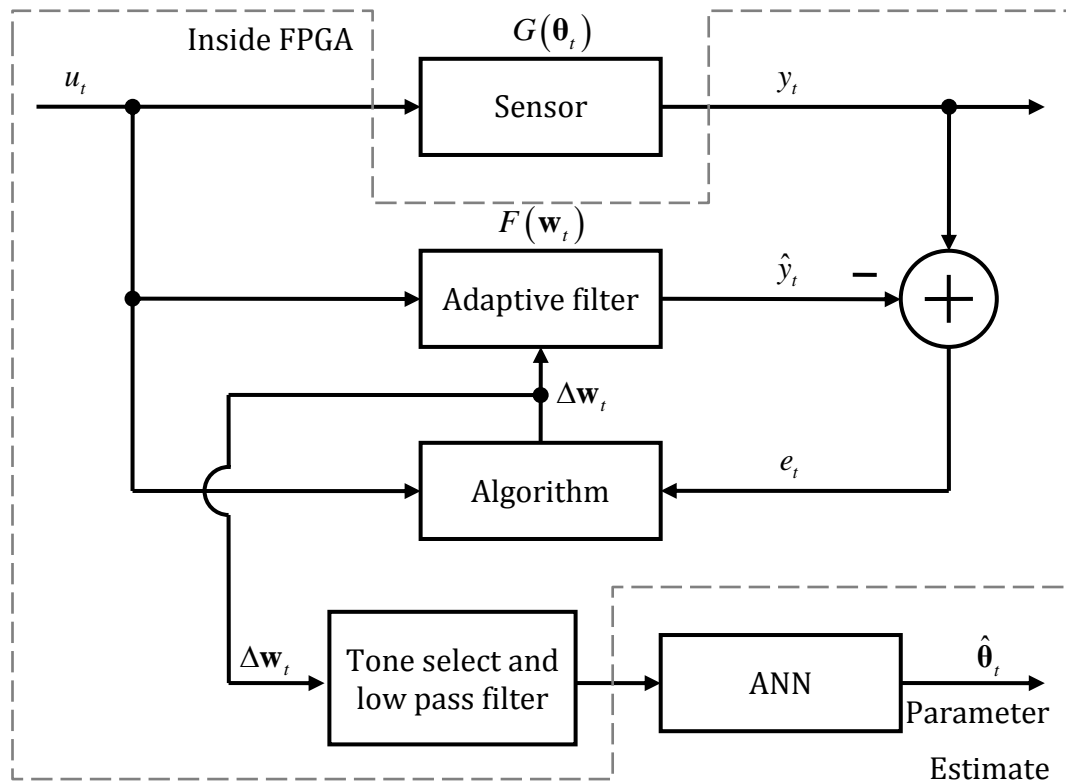 Inside FPGA
G(θ_t)
u_t
Sensor
y_t
F(w_t)
Adaptive filter
ŷ_t
−
+
Δw_t
Algorithm
e_t
Δw_t
Tone select and
low pass filter
ANN
θ̂_t
Parameter
Estimate